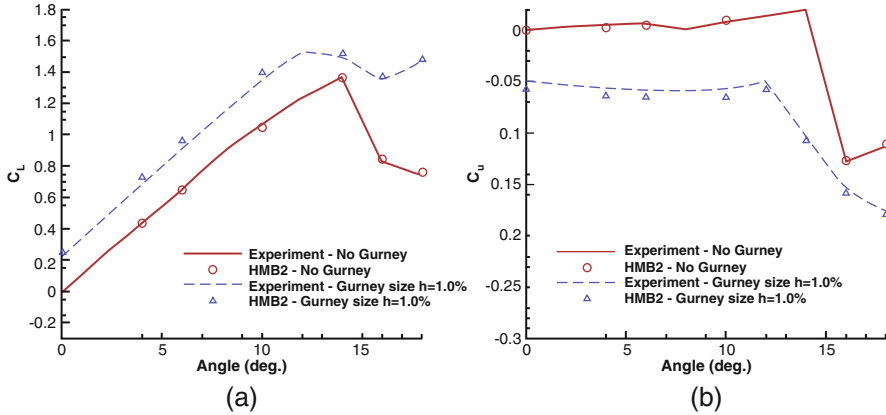 1.8
1.6
1.4
1.2
1
0.8
0.6
0.4
0.2
0
-0.2
C_L
0 5 10 15
Angle (deg.)
Experiment - No Gurney
HMB2 - No Gurney
Experiment - Gurney size h=1.0%
HMB2 - Gurney size h=1.0%
(a)
0
-0.05
0.1
0.15
0.2
-0.25
-0.3
C_u
0 5 10 15
Angle (deg.)
Experiment - No Gurney
HMB2 - No Gurney
Experiment - Gurney size h=1.0%
HMB2 - Gurney size h=1.0%
(b)